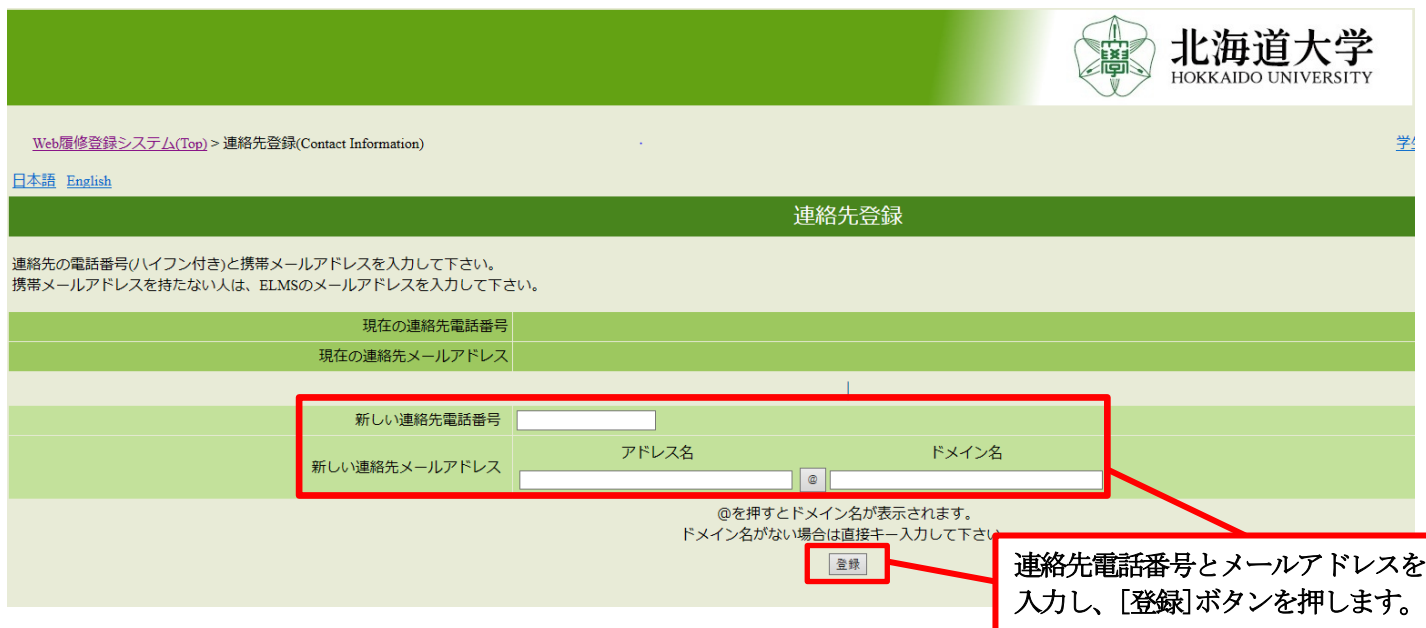 北海道大学
HOKKAIDO UNIVERSITY
Web履修登録システム(Top) > 連絡先登録(Contact Information)
日本語 English
連絡先登録
連絡先の電話番号(ハイフン付き)と携帯メールアドレスを入力して下さい。
携帯メールアドレスを持たない人は、ELMSのメールアドレスを入力して下さい。
現在の連絡先電話番号
現在の連絡先メールアドレス
新しい連絡先電話番号
アドレス名 ドメイン名
新しい連絡先メールアドレス @
@を押すとドメイン名が表示されます。
ドメイン名がない場合は直接キー入力して下さい
登録
連絡先電話番号とメールアドレスを
入力し、[登録]ボタンを押します。